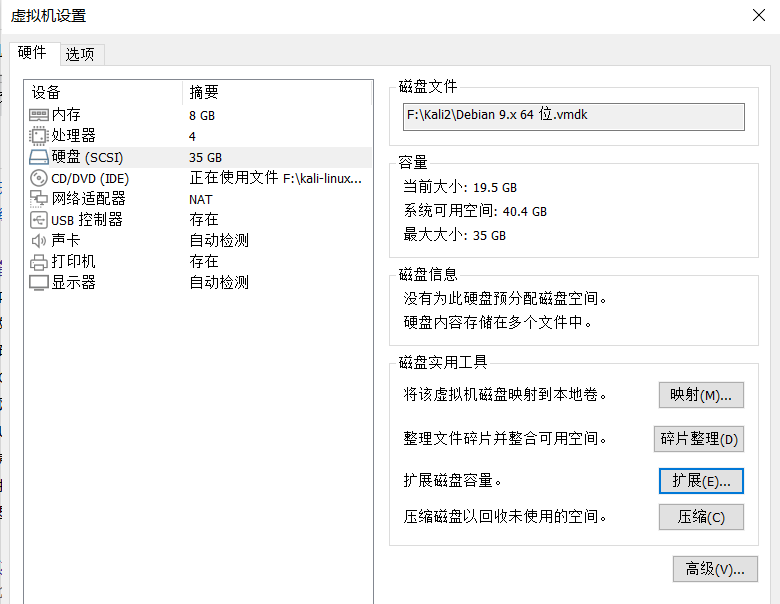 虚拟机设置
硬件 选项
设备 摘要
内存 8 GB
处理器 4
硬盘 (SCSI) 35 GB
CD/DVD (IDE) 正在使用文件 F:\kali-linux...
网络适配器 NAT
USB 控制器 存在
声卡 自动检测
打印机 存在
显示器 自动检测
磁盘文件
F:\Kali2\Debian 9.x 64 位.vmdk
容量
当前大小: 19.5 GB
系统可用空间: 40.4 GB
最大大小: 35 GB
磁盘信息
没有为此硬盘预分配磁盘空间。
硬盘内容存储在多个文件中。
磁盘实用工具
将该虚拟机磁盘映射到本地卷。 映射(M)...
整理文件碎片并整合可用空间。 碎片整理(D)
扩展磁盘容量。 扩展(E)...
压缩磁盘以回收未使用的空间。 压缩(C)
高级(V)...